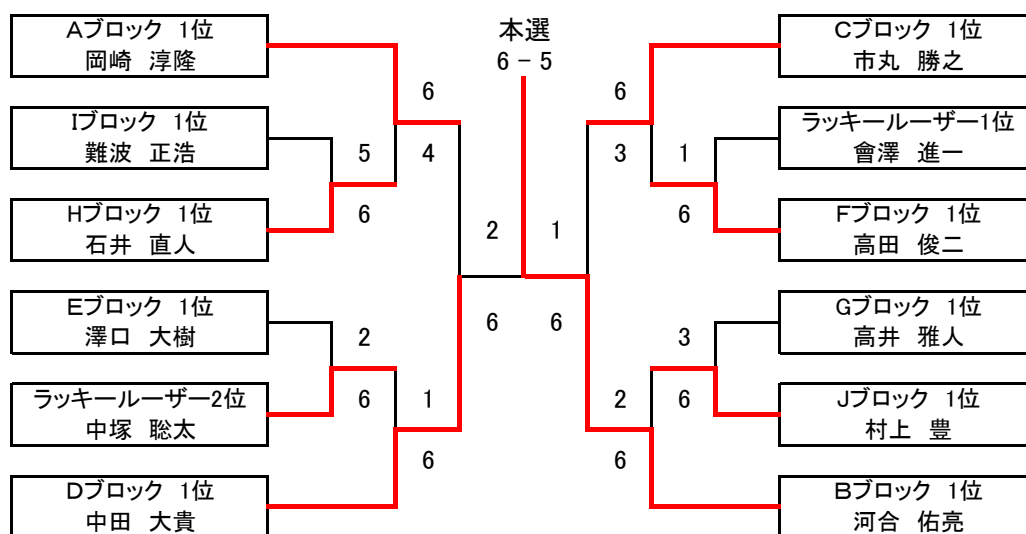 Aブロック 1位
岡崎 淳隆
Iブロック 1位
難波 正浩
Hブロック 1位
石井 直人
Eブロック 1位
澤口 大樹
ラッキールーザー2位
中塚 聡太
Dブロック 1位
中田 大貴
6
5
4
6
2
6
2
6
1
6
本選
6 - 5
1
6
6
3
1
6
3
2
6
6
Cブロック 1位
市丸 勝之
ラッキールーザー1位
會澤 進一
Fブロック 1位
高田 俊二
Gブロック 1位
高井 雅人
Jブロック 1位
村上 豊
Bブロック 1位
河合 佑亮